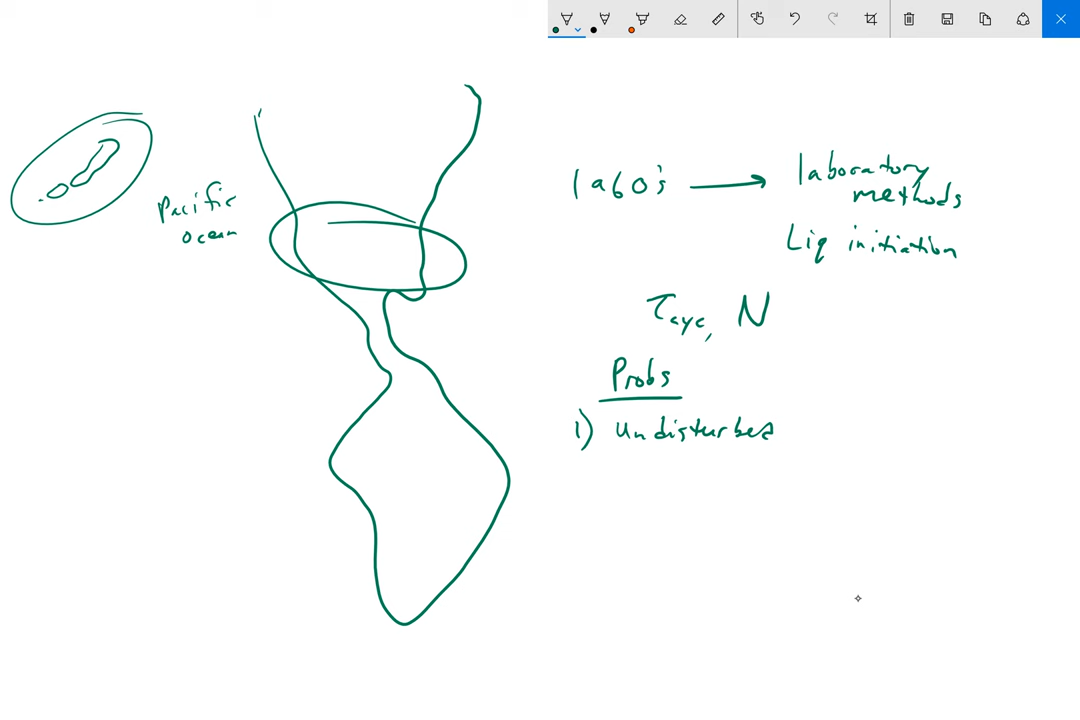 Pacific
ocean
1960's → laboratory
methods
Liq initiation
τcyc, N
Probs
1) Undisturbed